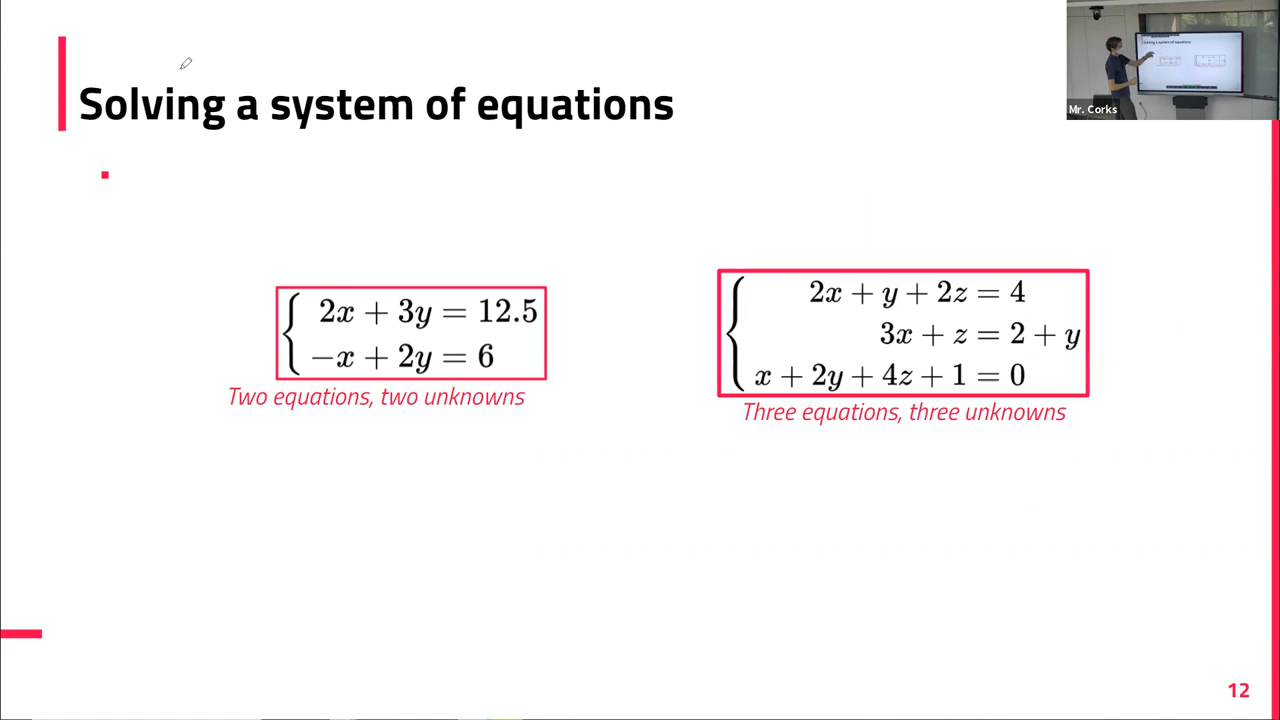 Solving a system of equations
Mr. Corks
2x + 3y = 12.5
−x + 2y = 6
Two equations, two unknowns
2x + y + 2z = 4
3x + z = 2 + y
x + 2y + 4z + 1 = 0
Three equations, three unknowns
12